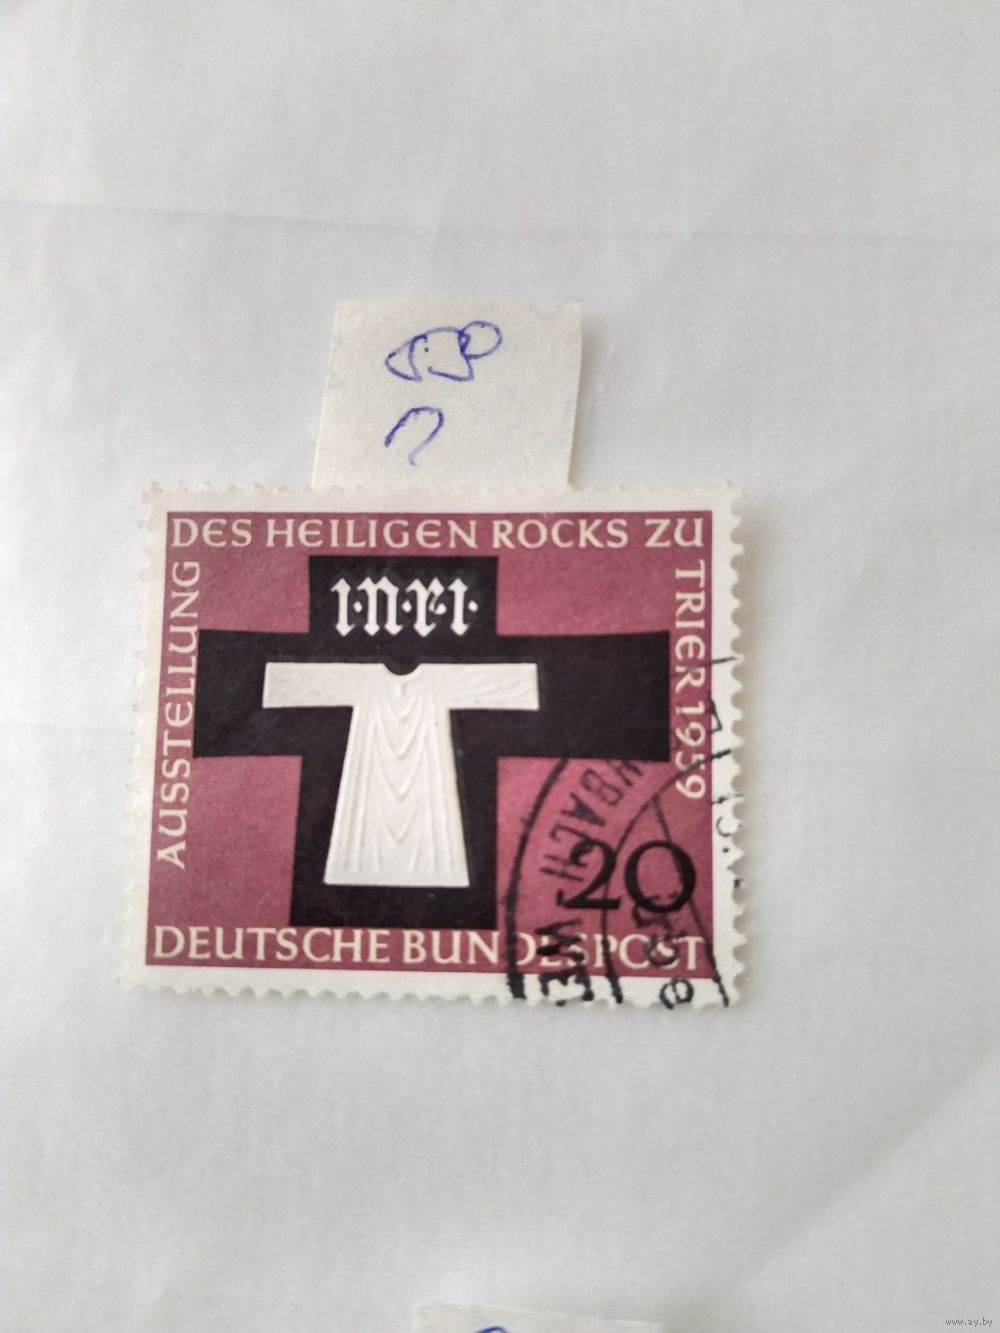 AUSSTELLUNG
DES HEILIGEN ROCKS ZU
TRIER 1959
I·N·R·I·
20
DEUTSCHE BUNDESPOST
www.ay.by